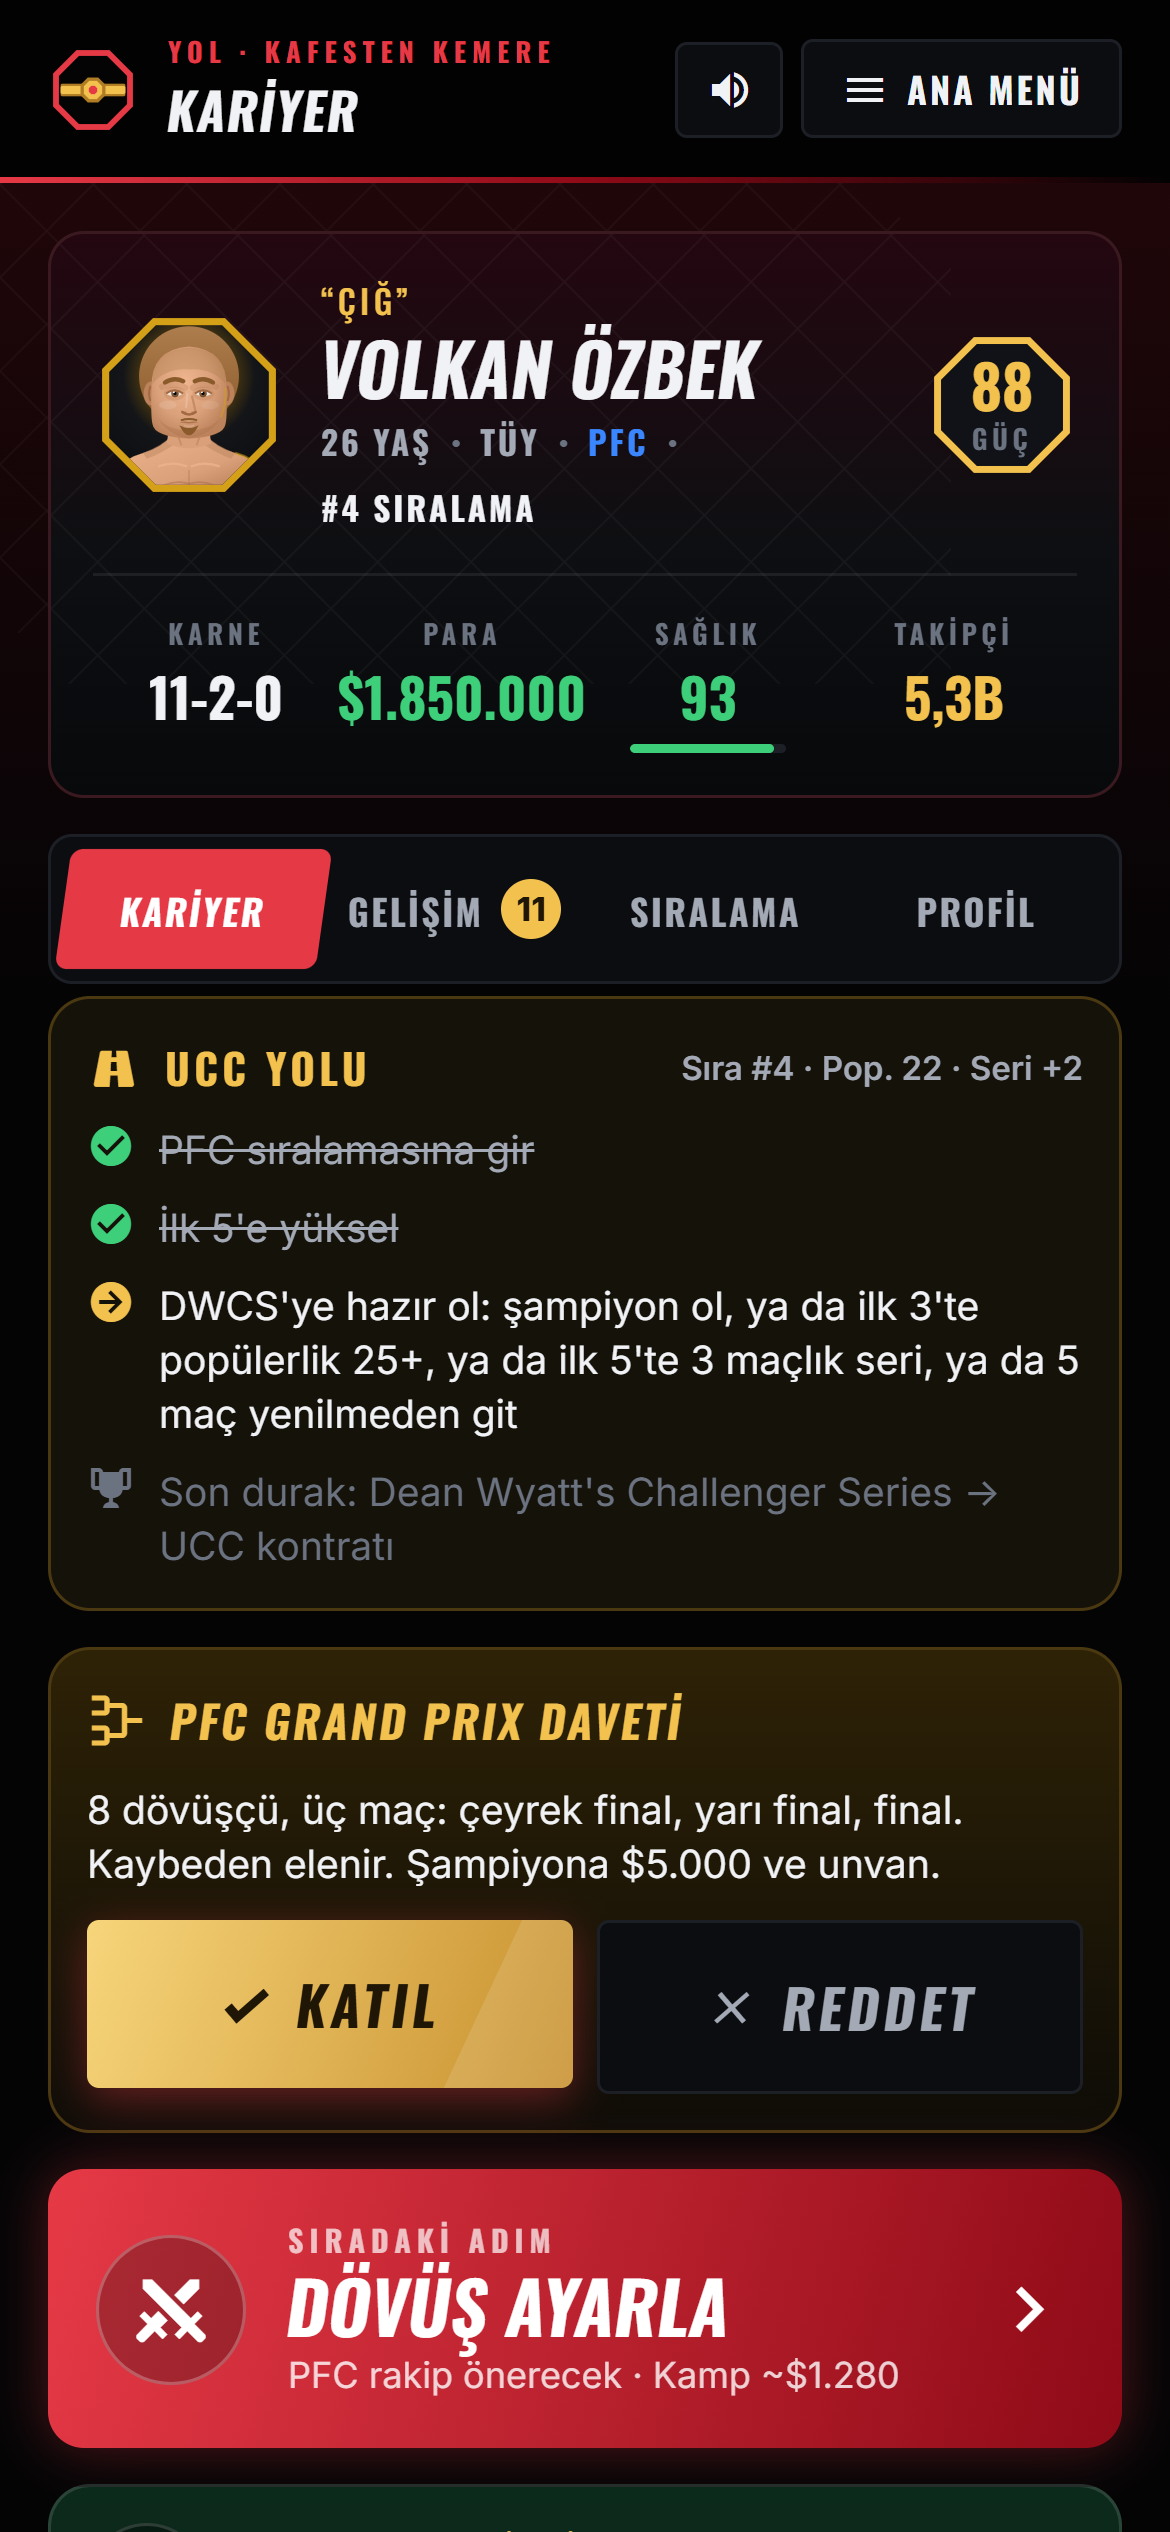 YOL · KAFESTEN KEMERE
KARİYER
ANA MENÜ
“ÇIĞ”
VOLKAN ÖZBEK
26 YAŞ · TÜY · PFC ·
#4 SIRALAMA
88
GÜÇ
KARNE
11-2-0
PARA
$1.850.000
SAĞLIK
93
TAKİPÇİ
5,3B
KARİYER
GELİŞİM 11
SIRALAMA
PROFİL
UCC YOLU
Sıra #4 · Pop. 22 · Seri +2
PFC sıralamasına gir
İlk 5'e yüksel
DWCS'ye hazır ol: şampiyon ol, ya da ilk 3'te
popülerlik 25+, ya da ilk 5'te 3 maçlık seri, ya da 5
maç yenilmeden git
Son durak: Dean Wyatt's Challenger Series →
UCC kontratı
PFC GRAND PRIX DAVETİ
8 dövüşçü, üç maç: çeyrek final, yarı final, final.
Kaybeden elenir. Şampiyona $5.000 ve unvan.
KATIL
REDDET
SIRADAKİ ADIM
DÖVÜŞ AYARLA
PFC rakip önerecek · Kamp ~$1.280